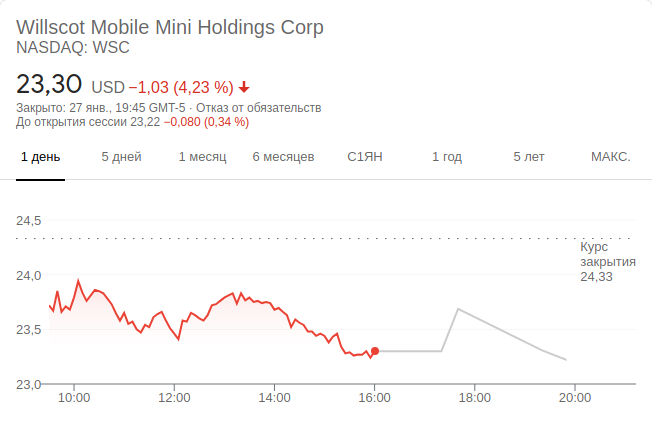 Willscot Mobile Mini Holdings Corp
NASDAQ: WSC
23,30 USD −1,03 (4,23 %)
Закрыто: 27 янв., 19:45 GMT-5 · Отказ от обязательств
До открытия сессии 23,22 −0,080 (0,34 %)
1 день 5 дней 1 месяц 6 месяцев С1ЯН 1 год 5 лет МАКС.
24,5
Курс
закрытия
24,33
24,0
23,5
23,0
10:00 12:00 14:00 16:00 18:00 20:00